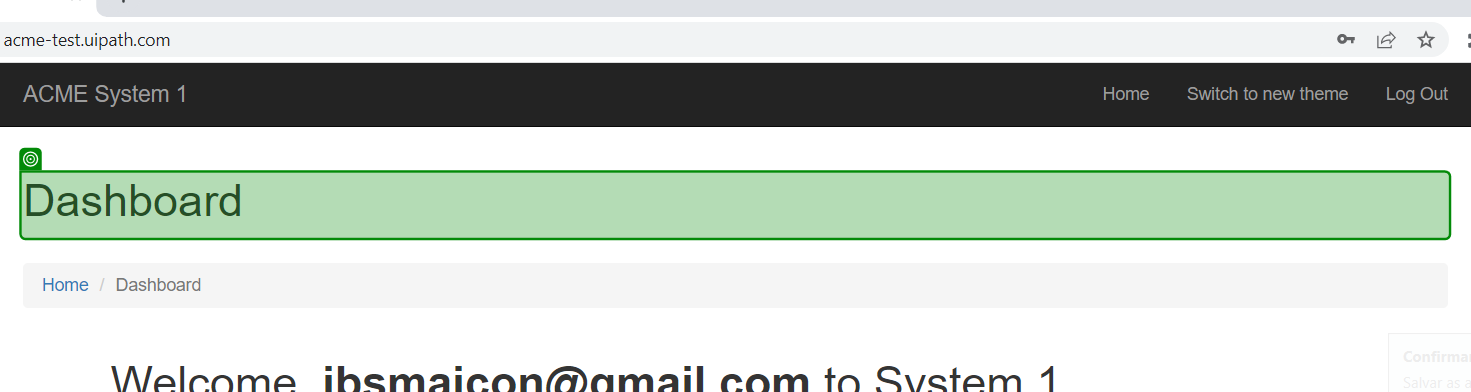 acme-test.uipath.com
ACME System 1 Home Switch to new theme Log Out
Dashboard
Home / Dashboard
Welcome, ibsmaicon@gmail.com to System 1
Salvar as